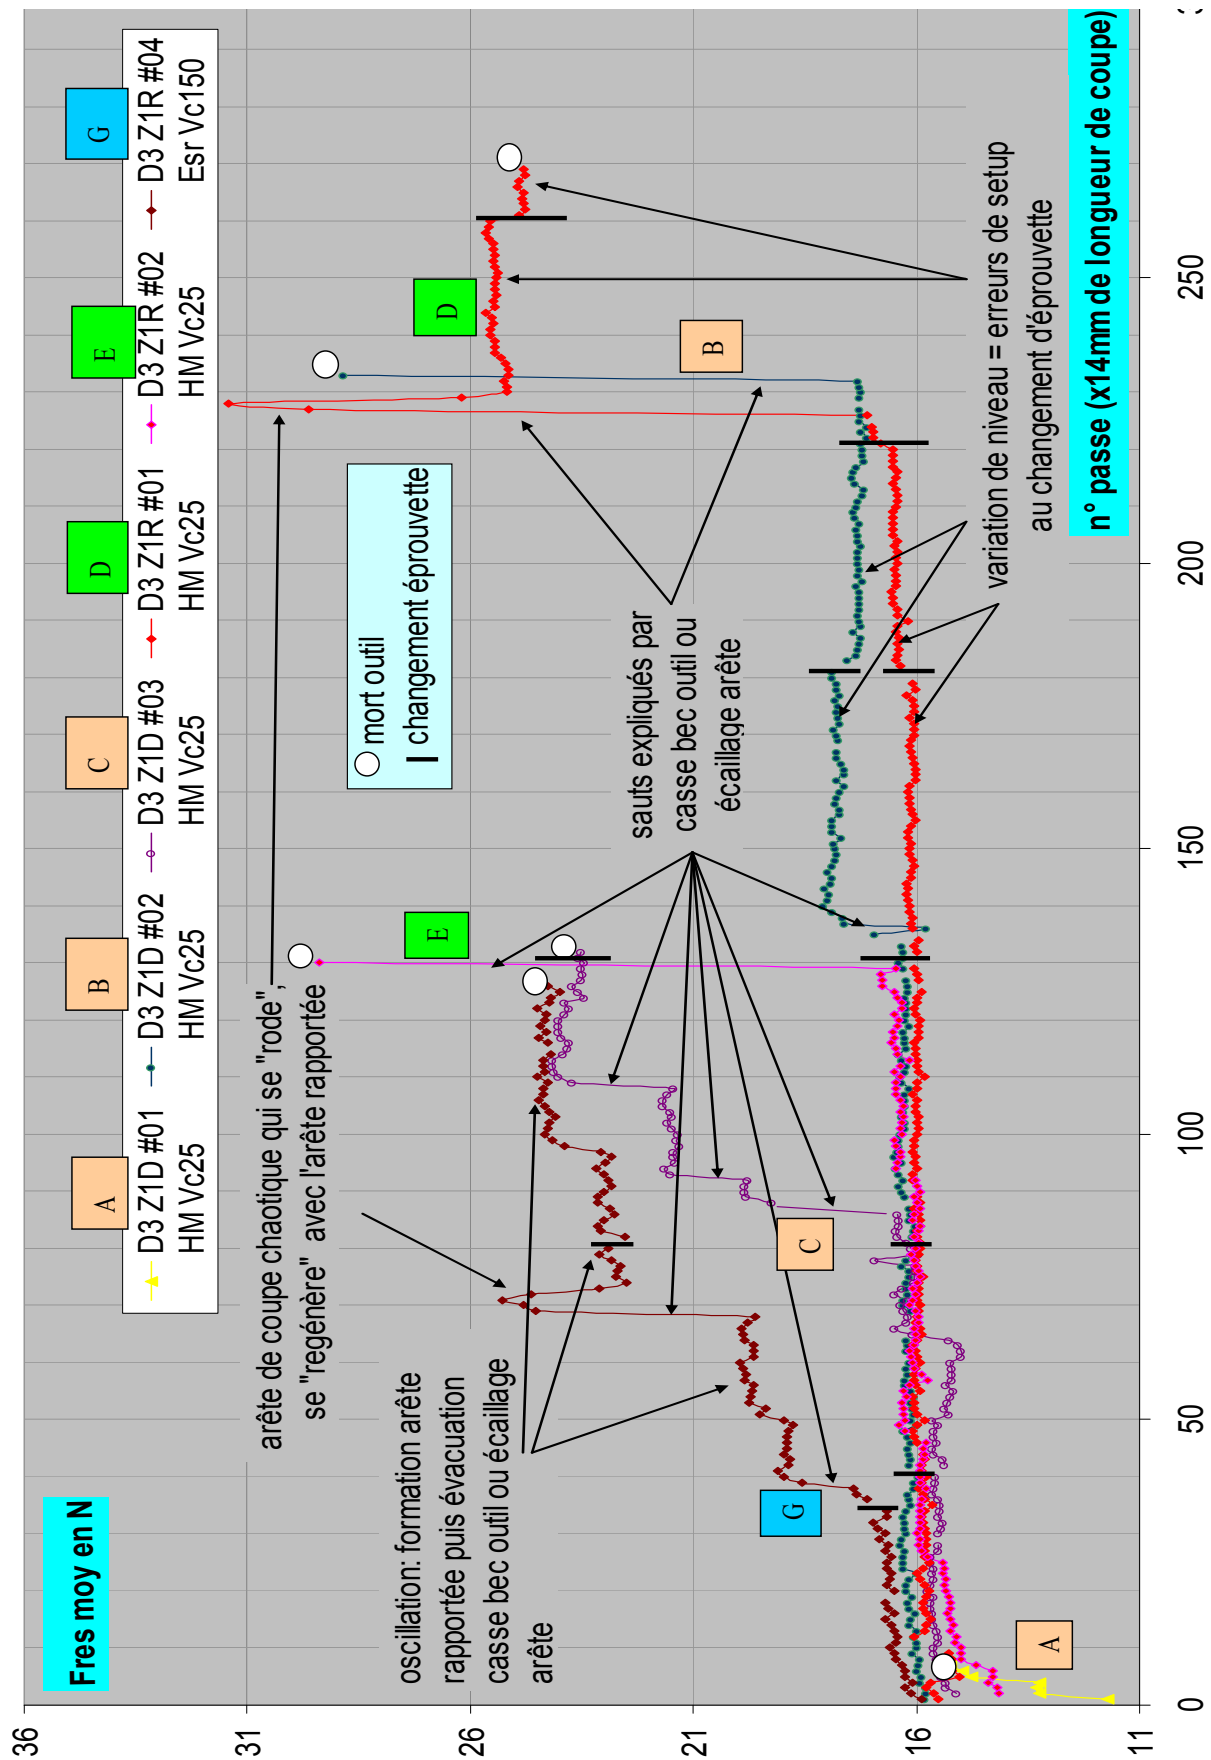 Fres moy en N
A
B
C
D
E
G
D3 Z1D #01
HM Vc25
D3 Z1D #02
HM Vc25
D3 Z1D #03
HM Vc25
D3 Z1R #01
HM Vc25
D3 Z1R #02
HM Vc25
D3 Z1R #04
Esr Vc150
arête de coupe chaotique qui se "rode",
se "regénère" avec l'arête rapportée
mort outil
changement éprouvette
oscillation: formation arête
rapportée puis évacuation
casse bec outil ou écaillage
arête
sauts expliqués par
casse bec outil ou
écaillage arête
variation de niveau = erreurs de setup
au changement d'éprouvette
A
G
C
E
B
D
n° passe (x14mm de longueur de coupe)
36
31
26
21
16
11
0
50
100
150
200
250